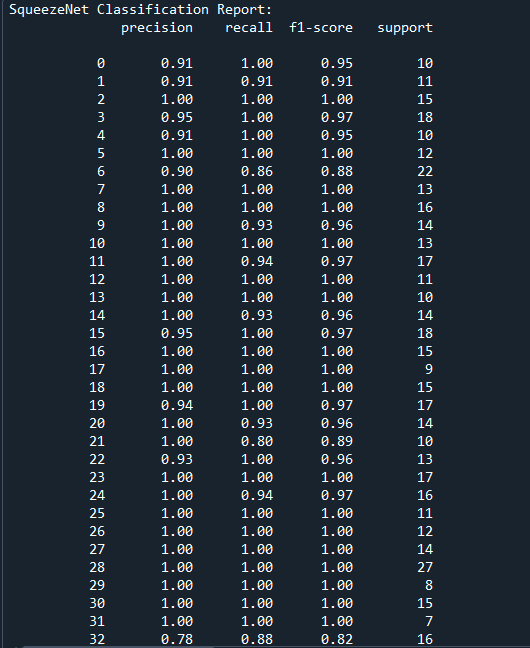 SqueezeNet Classification Report:
precision recall f1-score support
0 0.91 1.00 0.95 10
1 0.91 0.91 0.91 11
2 1.00 1.00 1.00 15
3 0.95 1.00 0.97 18
4 0.91 1.00 0.95 10
5 1.00 1.00 1.00 12
6 0.90 0.86 0.88 22
7 1.00 1.00 1.00 13
8 1.00 1.00 1.00 16
9 1.00 0.93 0.96 14
10 1.00 1.00 1.00 13
11 1.00 0.94 0.97 17
12 1.00 1.00 1.00 11
13 1.00 1.00 1.00 10
14 1.00 0.93 0.96 14
15 0.95 1.00 0.97 18
16 1.00 1.00 1.00 15
17 1.00 1.00 1.00 9
18 1.00 1.00 1.00 15
19 0.94 1.00 0.97 17
20 1.00 0.93 0.96 14
21 1.00 0.80 0.89 10
22 0.93 1.00 0.96 13
23 1.00 1.00 1.00 17
24 1.00 0.94 0.97 16
25 1.00 1.00 1.00 11
26 1.00 1.00 1.00 12
27 1.00 1.00 1.00 14
28 1.00 1.00 1.00 27
29 1.00 1.00 1.00 8
30 1.00 1.00 1.00 15
31 1.00 1.00 1.00 7
32 0.78 0.88 0.82 16